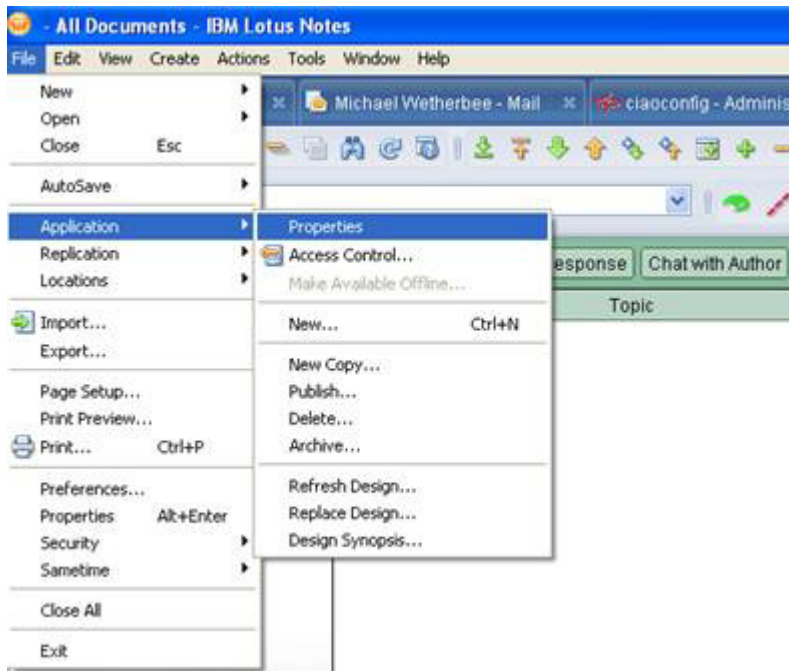 - All Documents - IBM Lotus Notes
File Edit View Create Actions Tools Window Help
Michael Wetherbee - Mail
ciaoconfig - Adminis
New
Open
Close Esc
AutoSave
Application
Replication
Locations
Import...
Export...
Page Setup...
Print Preview...
Print... Ctrl+P
Preferences...
Properties Alt+Enter
Security
Sametime
Close All
Exit
Properties
Access Control...
Make Available Offline...
New... Ctrl+N
New Copy...
Publish...
Delete...
Archive...
Refresh Design...
Replace Design...
Design Synopsis...
esponse Chat with Author
Topic